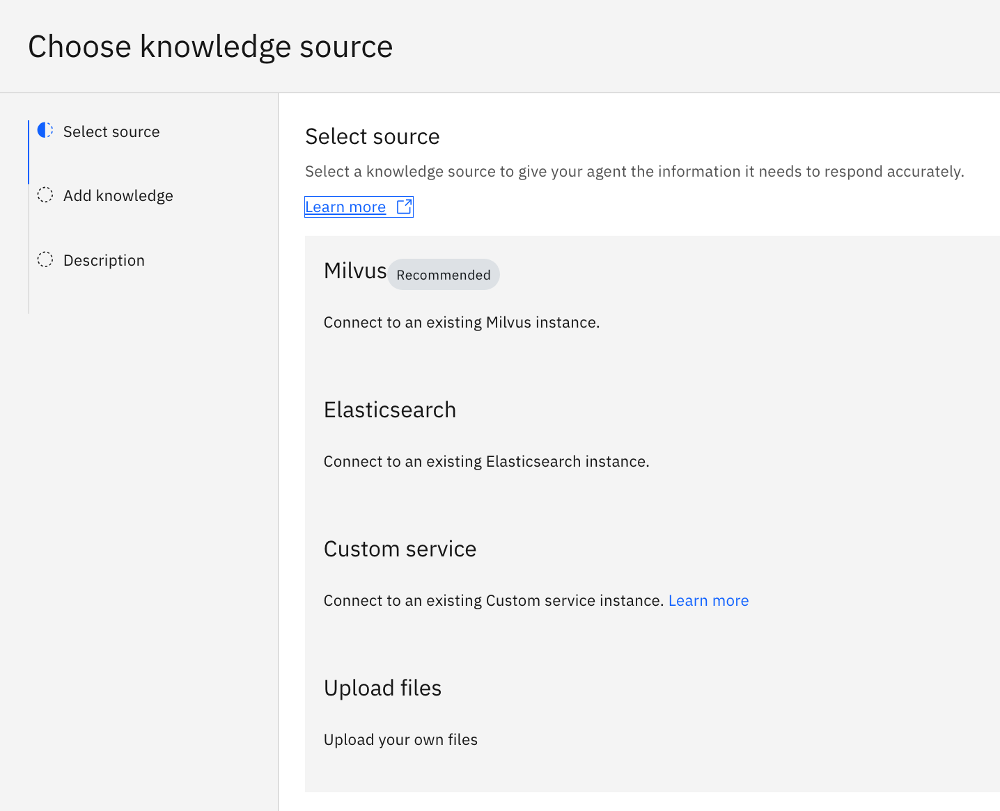 Choose knowledge source
Select source
Add knowledge
Description
Select source
Select a knowledge source to give your agent the information it needs to respond accurately.
Learn more
Milvus Recommended
Connect to an existing Milvus instance.
Elasticsearch
Connect to an existing Elasticsearch instance.
Custom service
Connect to an existing Custom service instance. Learn more
Upload files
Upload your own files